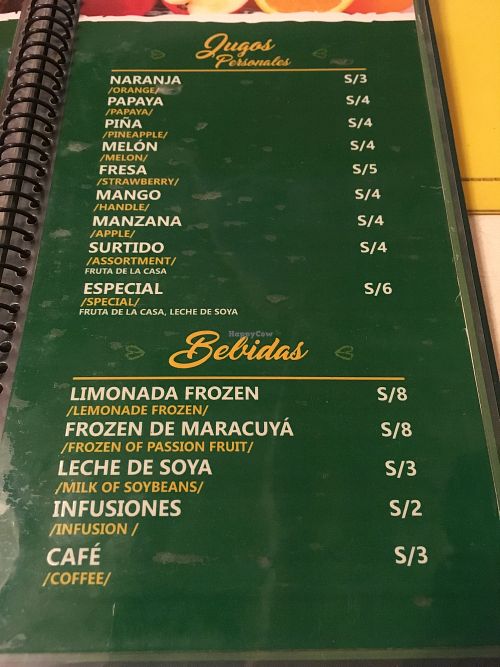 Jugos
Personales
NARANJA S/3
/ORANGE/
PAPAYA S/4
/PAPAYA/
PIÑA S/4
/PINEAPPLE/
MELÓN S/4
/MELON/
FRESA S/5
/STRAWBERRY/
MANGO S/4
/HANDLE/
MANZANA S/4
/APPLE/
SURTIDO S/4
/ASSORTMENT/
FRUTA DE LA CASA
ESPECIAL S/6
/SPECIAL/
FRUTA DE LA CASA, LECHE DE SOYA
HappyCow
Bebidas
LIMONADA FROZEN S/8
/LEMONADE FROZEN/
FROZEN DE MARACUYÁ S/8
/FROZEN OF PASSION FRUIT/
LECHE DE SOYA S/3
/MILK OF SOYBEANS/
INFUSIONES S/2
/INFUSION /
CAFÉ S/3
/COFFEE/